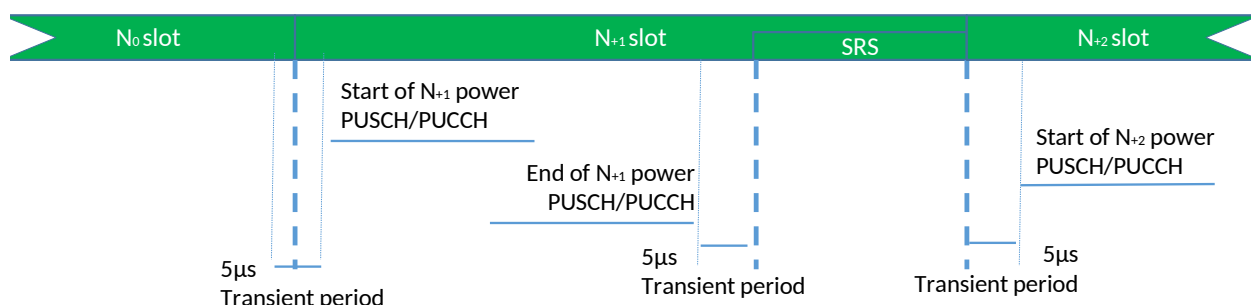 N₀ slot
N₊₁ slot
SRS
N₊₂ slot
Start of N₊₁ power
PUSCH/PUCCH
End of N₊₁ power
PUSCH/PUCCH
Start of N₊₂ power
PUSCH/PUCCH
5µs
Transient period
5µs
Transient period
5µs
Transient period